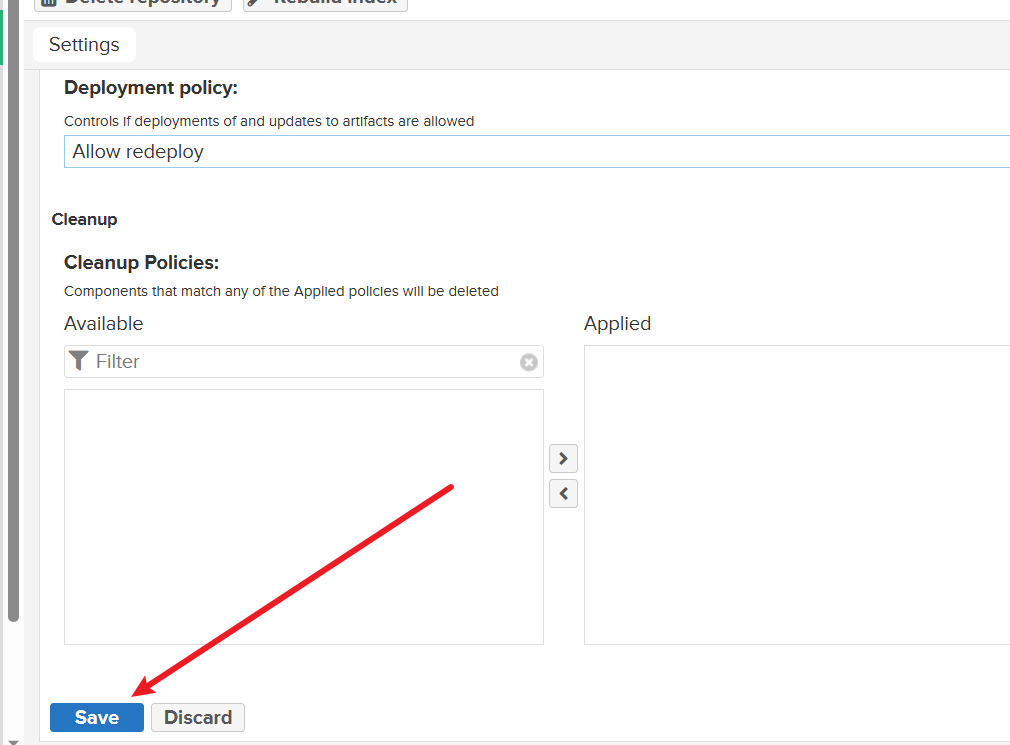 Delete repository Rebuild index
Settings
Deployment policy:
Controls if deployments of and updates to artifacts are allowed
Allow redeploy
Cleanup
Cleanup Policies:
Components that match any of the Applied policies will be deleted
Available Applied
Filter
Save Discard